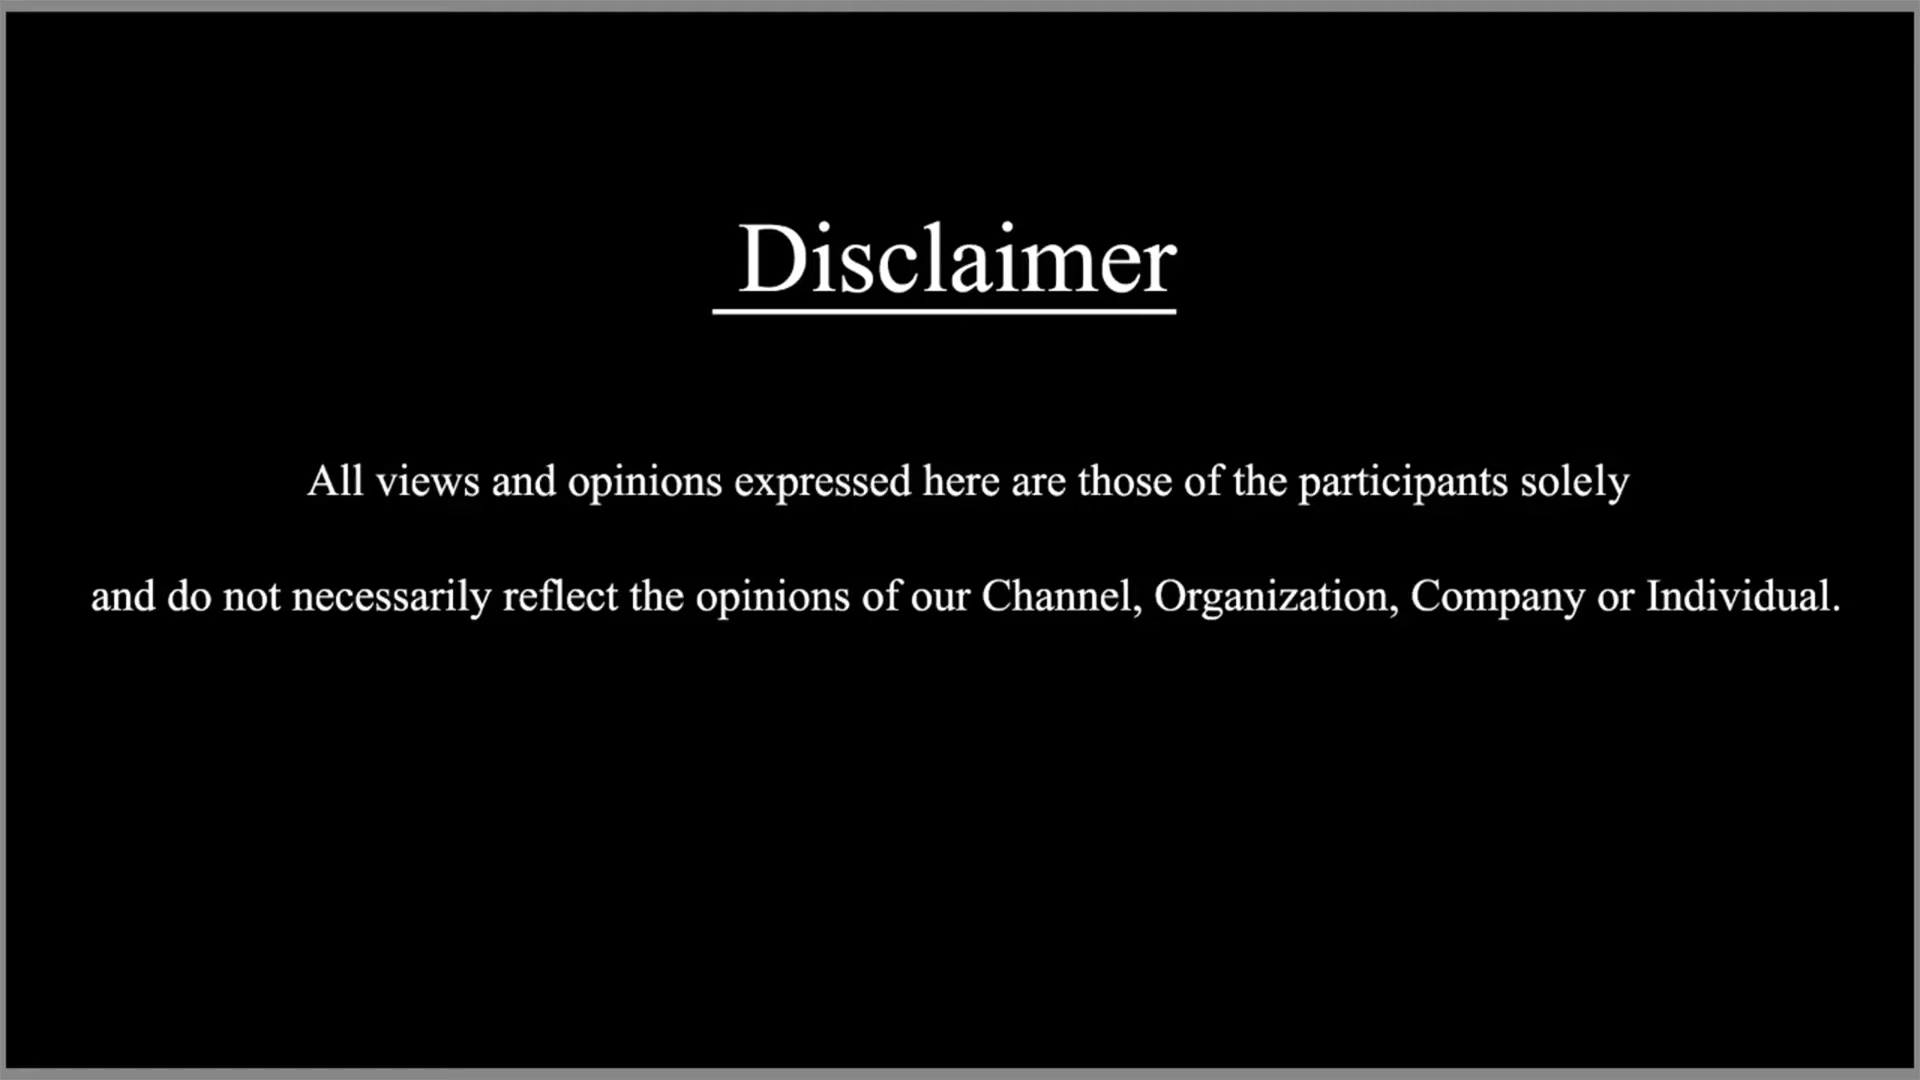 Disclaimer
All views and opinions expressed here are those of the participants solely
and do not necessarily reflect the opinions of our Channel, Organization, Company or Individual.